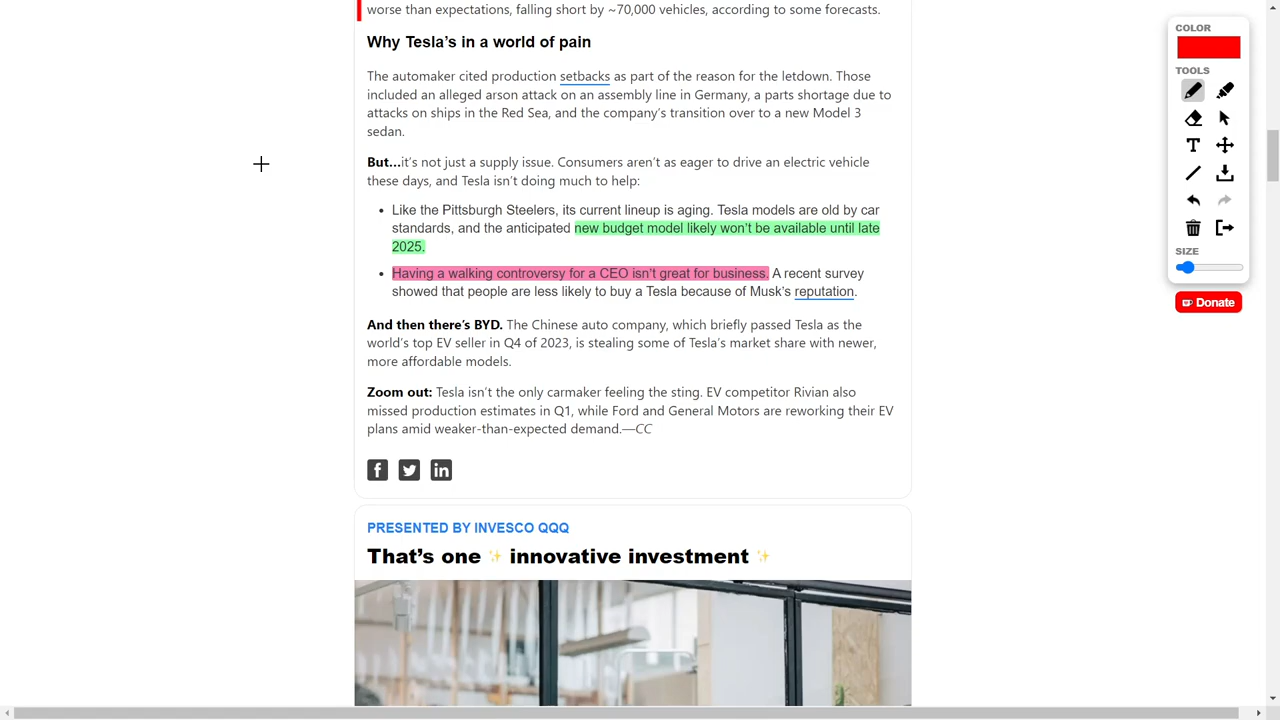 worse than expectations, falling short by ~70,000 vehicles, according to some forecasts.
Why Tesla's in a world of pain
The automaker cited production setbacks as part of the reason for the letdown. Those
included an alleged arson attack on an assembly line in Germany, a parts shortage due to
attacks on ships in the Red Sea, and the company's transition over to a new Model 3
sedan.
But...it's not just a supply issue. Consumers aren't as eager to drive an electric vehicle
these days, and Tesla isn't doing much to help:
• Like the Pittsburgh Steelers, its current lineup is aging. Tesla models are old by car
standards, and the anticipated new budget model likely won't be available until late
2025.
• Having a walking controversy for a CEO isn't great for business. A recent survey
showed that people are less likely to buy a Tesla because of Musk's reputation.
And then there's BYD. The Chinese auto company, which briefly passed Tesla as the
world's top EV seller in Q4 of 2023, is stealing some of Tesla's market share with newer,
more affordable models.
Zoom out: Tesla isn't the only carmaker feeling the sting. EV competitor Rivian also
missed production estimates in Q1, while Ford and General Motors are reworking their EV
plans amid weaker-than-expected demand.—CC
PRESENTED BY INVESCO QQQ
That's one ✨ innovative investment ✨
COLOR
TOOLS
SIZE
Donate